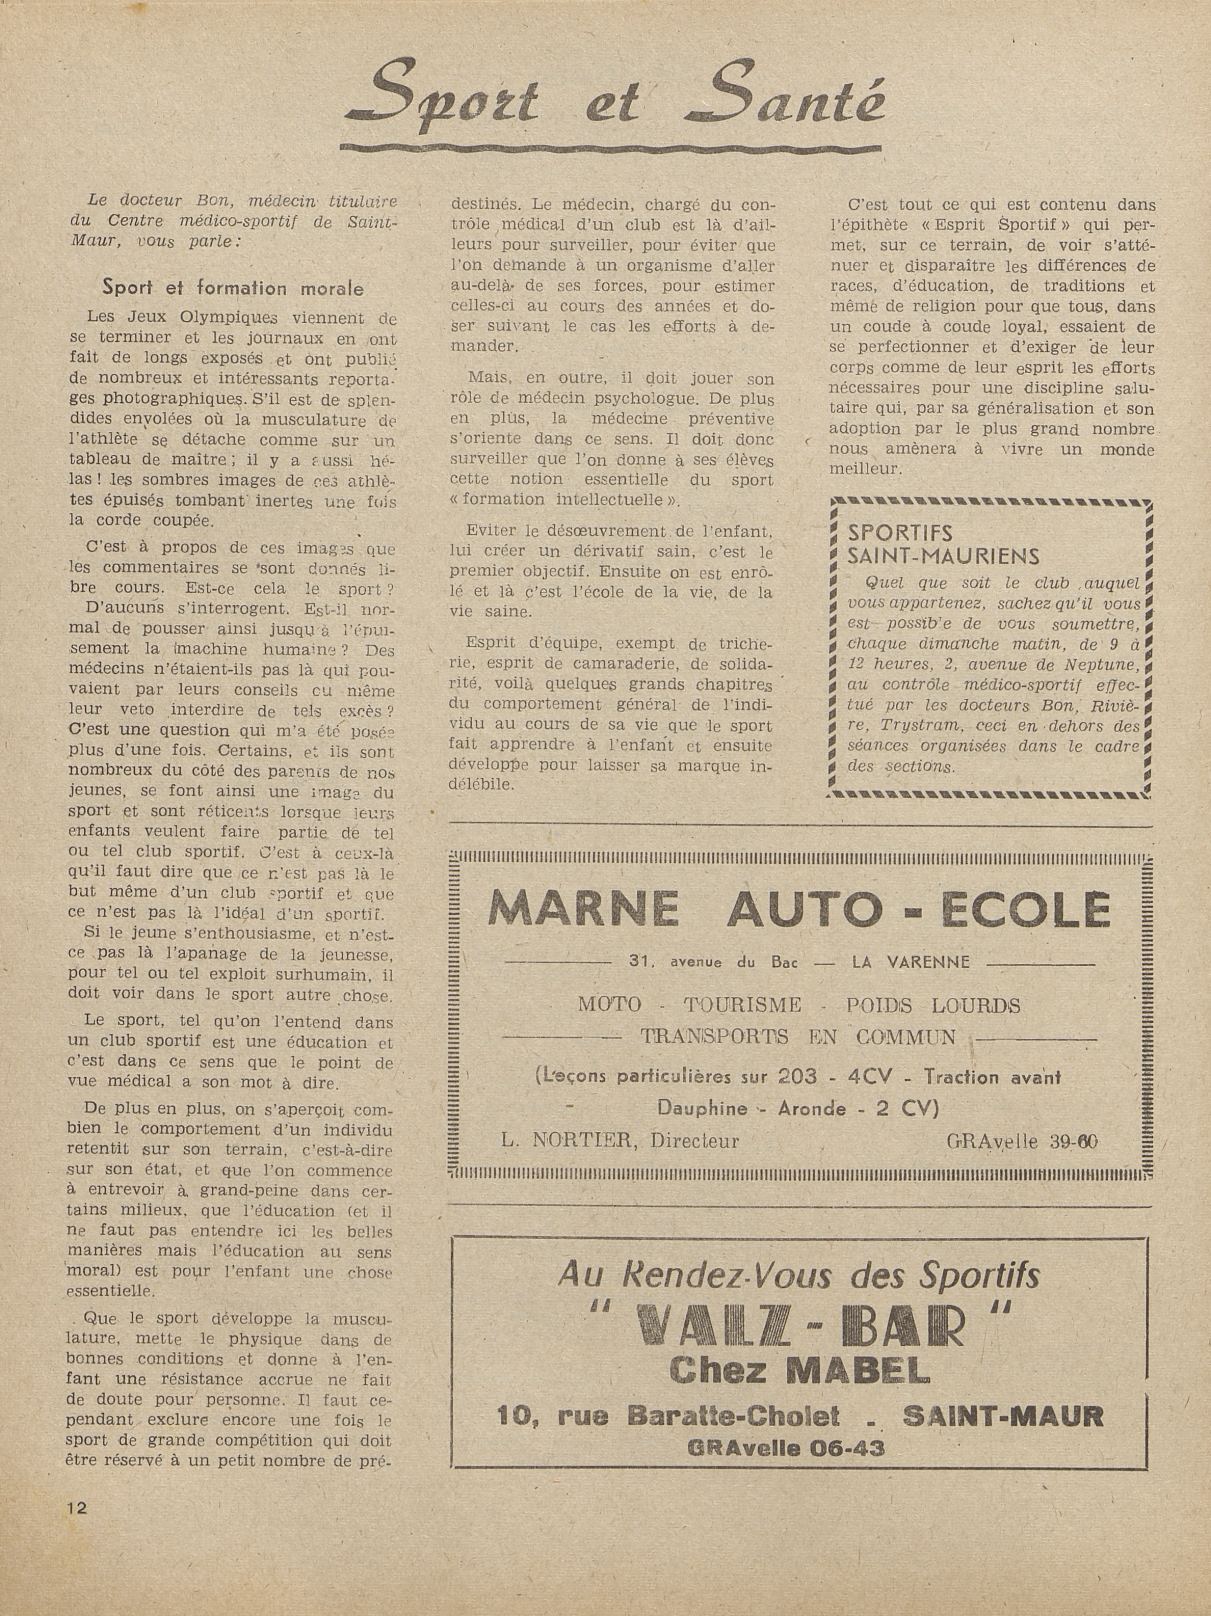 Sport et Santé
Le docteur Bon, médecin titulaire
du Centre médico-sportif de Saint-
Maur, vous parle :
Sport et formation morale
Les Jeux Olympiques viennent de
se terminer et les journaux en ont
fait de longs exposés et ont publié
de nombreux et intéressants reporta-
ges photographiques. S'il est de splen-
dides envolées où la musculature de
l'athlète se détache comme sur un
tableau de maître ; il y a aussi hé-
las ! les sombres images de ces athlè-
tes épuisés tombant inertes une fois
la corde coupée.
C'est à propos de ces images que
les commentaires se sont donnés li-
bre cours. Est-ce cela le sport ?
D'aucuns s'interrogent. Est-il nor-
mal de pousser ainsi jusqu'à l'épui-
sement la machine humaine ? Des
médecins n'étaient-ils pas là qui pou-
vaient par leurs conseils ou même
leur veto interdire de tels excès ?
C'est une question qui m'a été posée
plus d'une fois. Certains, et ils sont
nombreux du côté des parents de nos
jeunes, se font ainsi une image du
sport et sont réticents lorsque leurs
enfants veulent faire partie de tel
ou tel club sportif. C'est à ceux-là
qu'il faut dire que ce n'est pas là le
but même d'un club sportif et que
ce n'est pas là l'idéal d'un sportif.
Si le jeune s'enthousiasme, et n'est-
ce pas là l'apanage de la jeunesse,
pour tel ou tel exploit surhumain, il
doit voir dans le sport autre chose.
Le sport, tel qu'on l'entend dans
un club sportif est une éducation et
c'est dans ce sens que le point de
vue médical a son mot à dire.
De plus en plus, on s'aperçoit com-
bien le comportement d'un individu
retentit sur son terrain, c'est-à-dire
sur son état, et que l'on commence
à entrevoir à grand-peine dans cer-
tains milieux, que l'éducation (et il
ne faut pas entendre ici les belles
manières mais l'éducation au sens
moral) est pour l'enfant une chose
essentielle.
Que le sport développe la muscu-
lature, mette le physique dans de
bonnes conditions et donne à l'en-
fant une résistance accrue ne fait
de doute pour personne. Il faut ce-
pendant exclure encore une fois le
sport de grande compétition qui doit
être réservé à un petit nombre de pré-
destinés. Le médecin, chargé du con-
trôle médical d'un club est là d'ail-
leurs pour surveiller, pour éviter que
l'on demande à un organisme d'aller
au-delà de ses forces, pour estimer
celles-ci au cours des années et do-
ser suivant le cas les efforts à de-
mander.
Mais, en outre, il doit jouer son
rôle de médecin psychologue. De plus
en plus, la médecine préventive
s'oriente dans ce sens. Il doit donc
surveiller que l'on donne à ses élèves
cette notion essentielle du sport
« formation intellectuelle ».
Eviter le désœuvrement de l'enfant,
lui créer un dérivatif sain, c'est le
premier objectif. Ensuite on est enrô-
lé et là c'est l'école de la vie, de la
vie saine.
Esprit d'équipe, exempt de triche-
rie, esprit de camaraderie, de solida-
rité, voilà quelques grands chapitres
du comportement général de l'indi-
vidu au cours de sa vie que le sport
fait apprendre à l'enfant et ensuite
développe pour laisser sa marque in-
délébile.
C'est tout ce qui est contenu dans
l'épithète « Esprit Sportif » qui per-
met, sur ce terrain, de voir s'atté-
nuer et disparaître les différences de
races, d'éducation, de traditions et
même de religion pour que tous, dans
un coude à coude loyal, essaient de
se perfectionner et d'exiger de leur
corps comme de leur esprit les efforts
nécessaires pour une discipline salu-
taire qui, par sa généralisation et son
adoption par le plus grand nombre
nous amènera à vivre un monde
meilleur.
SPORTIFS
SAINT-MAURIENS
Quel que soit le club auquel
vous appartenez, sachez qu'il vous
est possib'e de vous soumettre,
chaque dimanche matin, de 9 à
12 heures, 2, avenue de Neptune,
au contrôle médico-sportif effec-
tué par les docteurs Bon, Riviè-
re, Trystram, ceci en dehors des
séances organisées dans le cadre
des sections.
MARNE AUTO - ECOLE
31, avenue du Bac — LA VARENNE
MOTO - TOURISME - POIDS LOURDS
TRANSPORTS EN COMMUN
(Leçons particulières sur 203 - 4CV - Traction avant
Dauphine - Aronde - 2 CV)
L. NORTIER, Directeur GRAvelle 39-60
Au Rendez-Vous des Sportifs
" VALZ - BAR "
Chez MABEL
10, rue Baratte-Cholet - SAINT-MAUR
GRAvelle 06-43
12